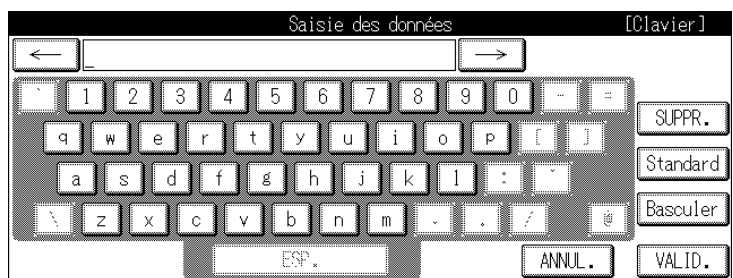 Saisie des données [Clavier]
← _ →
` 1 2 3 4 5 6 7 8 9 0 - =
SUPPR.
q w e r t y u i o p [ ]
Standard
a s d f g h j k l : ˇ
Basculer
\ z x c v b n m . . / @
ESP. ANNUL. VALID.